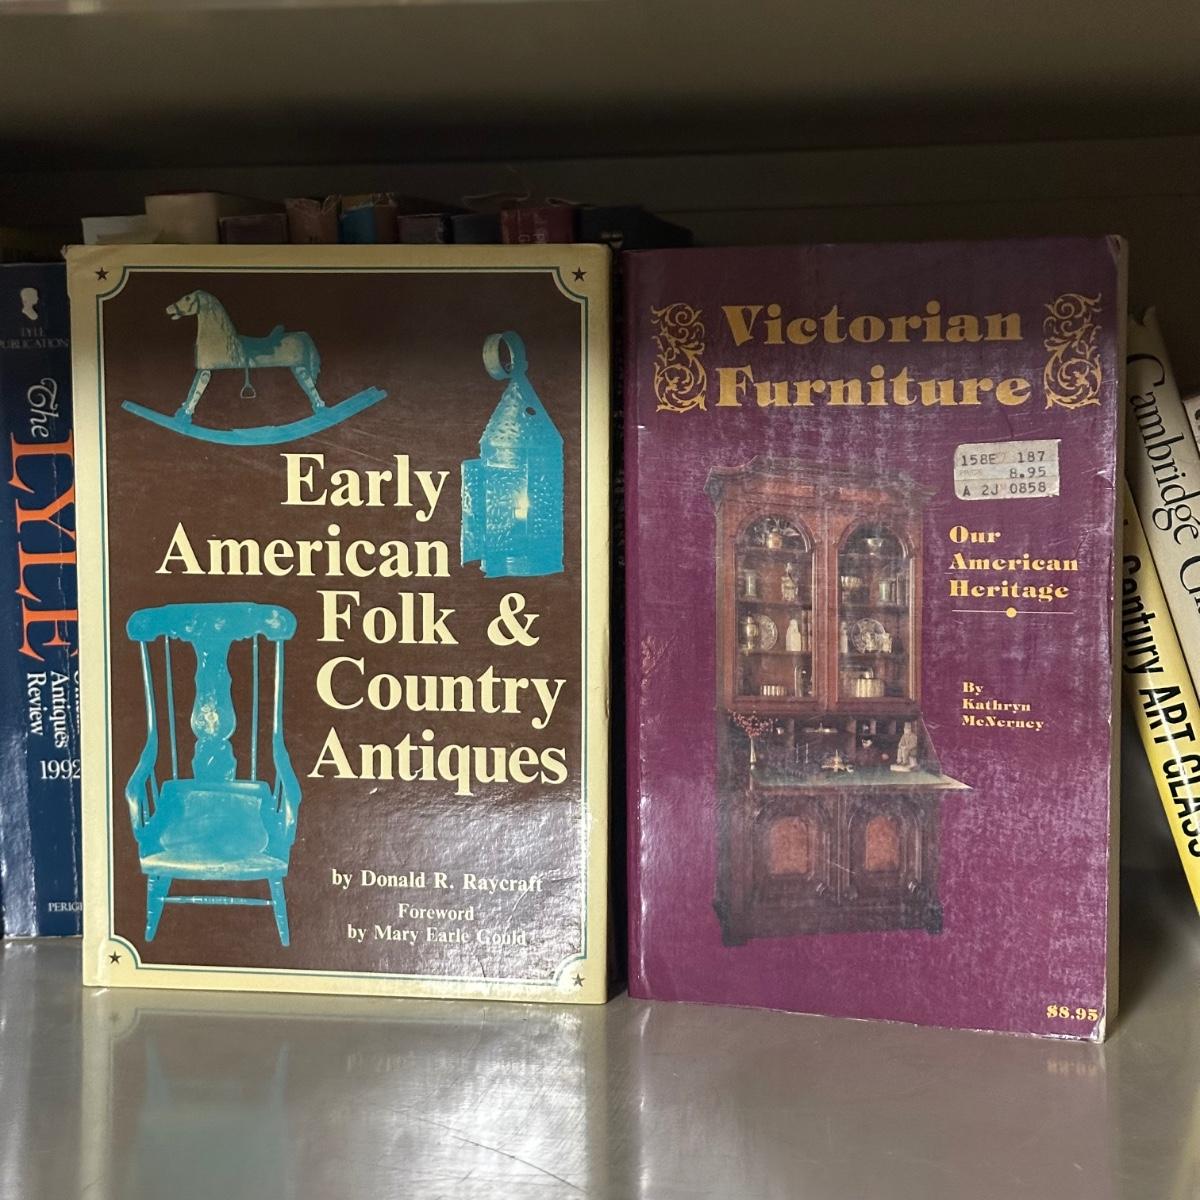 LYLE
PUBLICATIONS
The
LYLE
Antiques
Review
1992
Early
American
Folk &
Country
Antiques
by Donald R. Raycraft
Foreword
by Mary Earle Gould
Victorian
Furniture
158E 187
8.95
A 2J 0858
Our
American
Heritage
By
Kathryn
McNerney
$8.95
Cambridge
Century ART GLASS